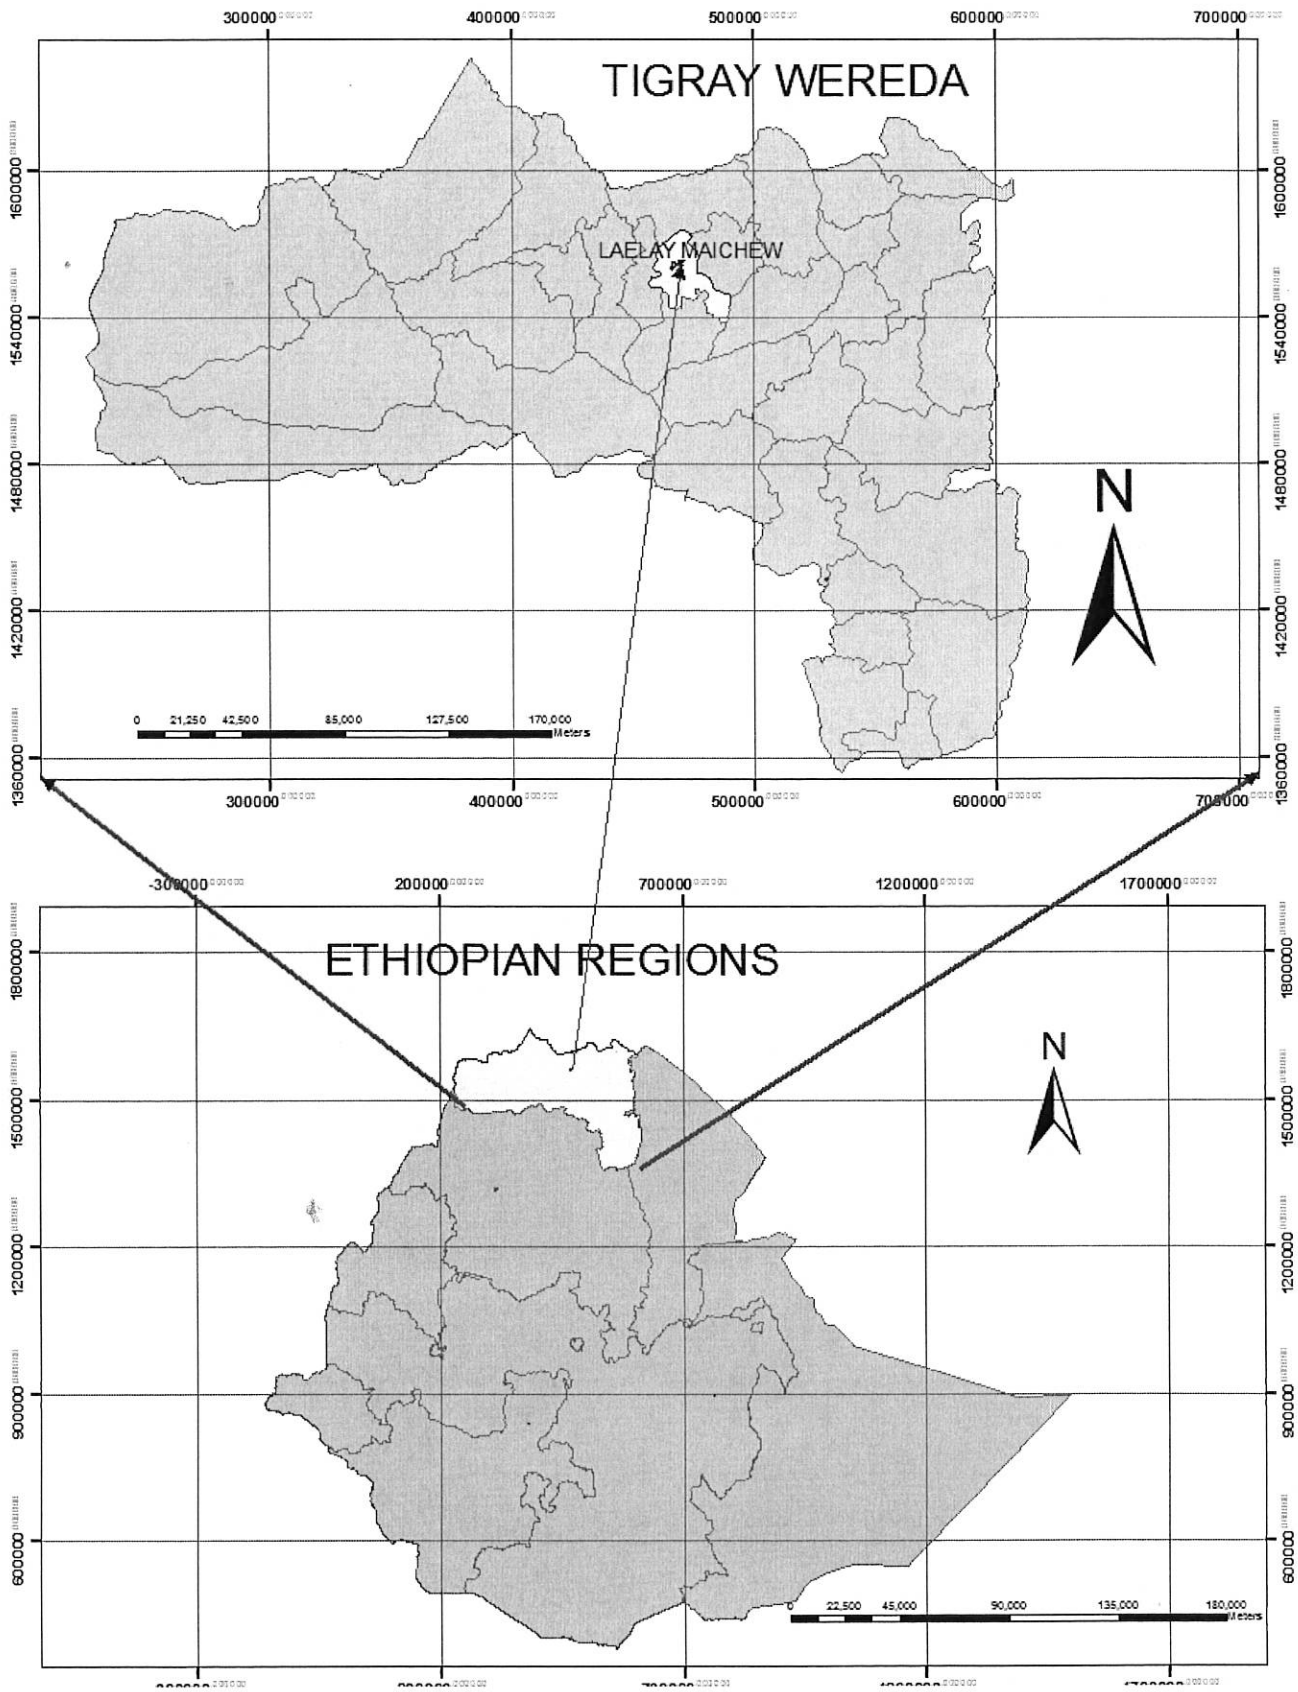 300000 400000 500000 600000 700000
TIGRAY WEREDA
1600000 1600000
LAELAY MAICHEW
1540000 1540000
1480000 1480000
N
1420000 1420000
0 21,250 42,500 85,000 127,500 170,000
Meters
1360000 1360000
300000 400000 500000 600000 700000
-300000 200000 700000 1200000 1700000
ETHIOPIAN REGIONS
1800000 1800000
N
1500000 1500000
1200000 1200000
900000 900000
600000 600000
0 22,500 45,000 90,000 135,000 180,000
Meters